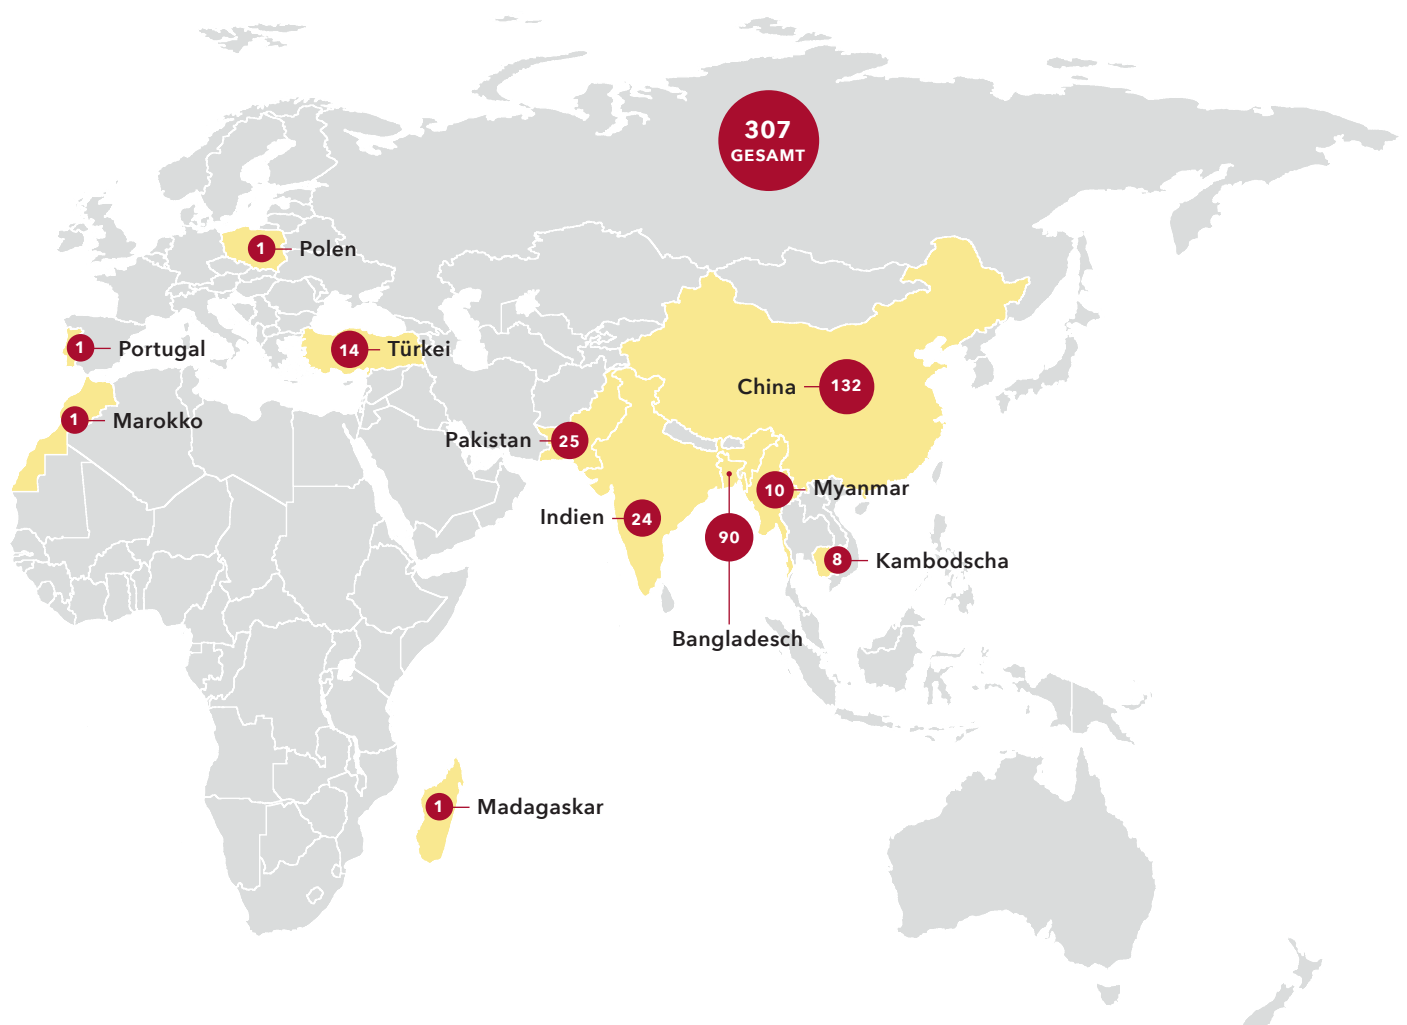 307
GESAMT
1 Polen
1 Portugal
14 Türkei
China 132
1 Marokko
Pakistan 25
10 Myanmar
Indien 24
90
8 Kambodscha
Bangladesch
1 Madagaskar